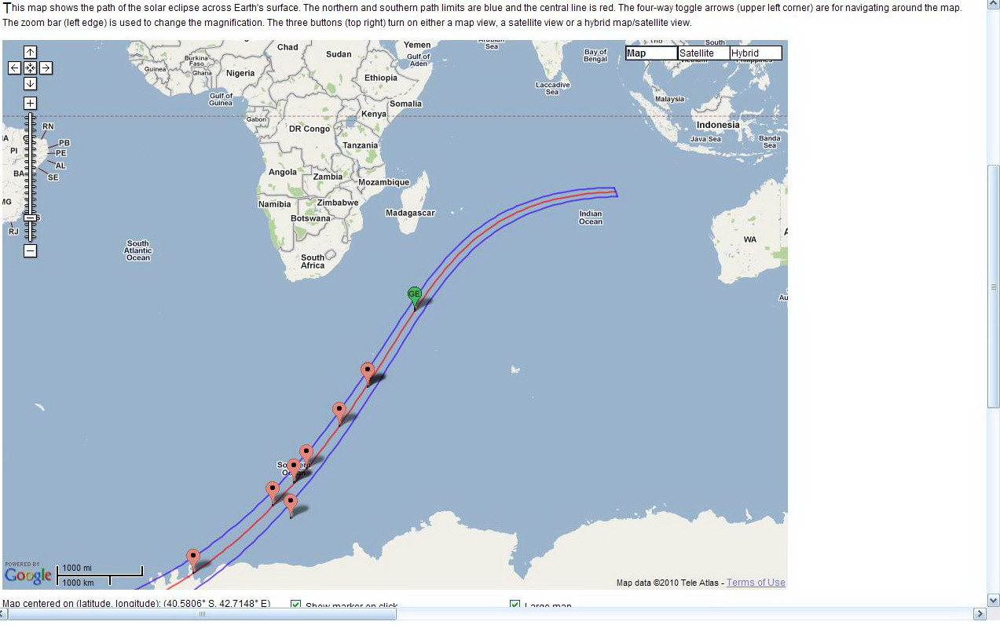 This map shows the path of the solar eclipse across Earth's surface. The northern and southern path limits are blue and the central line is red. The four-way toggle arrows (upper left corner) are for navigating around the map.
The zoom bar (left edge) is used to change the magnification. The three buttons (top right) turn on either a map view, a satellite view or a hybrid map/satellite view.
Chad
Sudan
Yemen
Gulf of
Aden
Arabian
Sea
Bay of
Bengal
South
Map
Satellite
Hybrid
Vietnam
Philippines
Guinea
Burkina
Faso
Ghana
Nigeria
Ethiopia
Laccadive
Sea
Gulf of
Guinea
Somalia
Malaysia
Gabon
DR Congo
Kenya
Indonesia
RN
PI
PB
PE
AL
BA
SE
MG
RJ
Tanzania
Java Sea
Banda
Sea
Angola
Zambia
Mozambique
Namibia
Zimbabwe
Botswana
Madagascar
Indian
Ocean
South
Atlantic
Ocean
South
Africa
WA
Au
GE
POWERED BY
Google
1000 mi
1000 km
Map data ©2010 Tele Atlas - Terms of Use
Map centered on (latitude, longitude): (40.5806° S, 42.7148° E)
Show marker on click
Large map